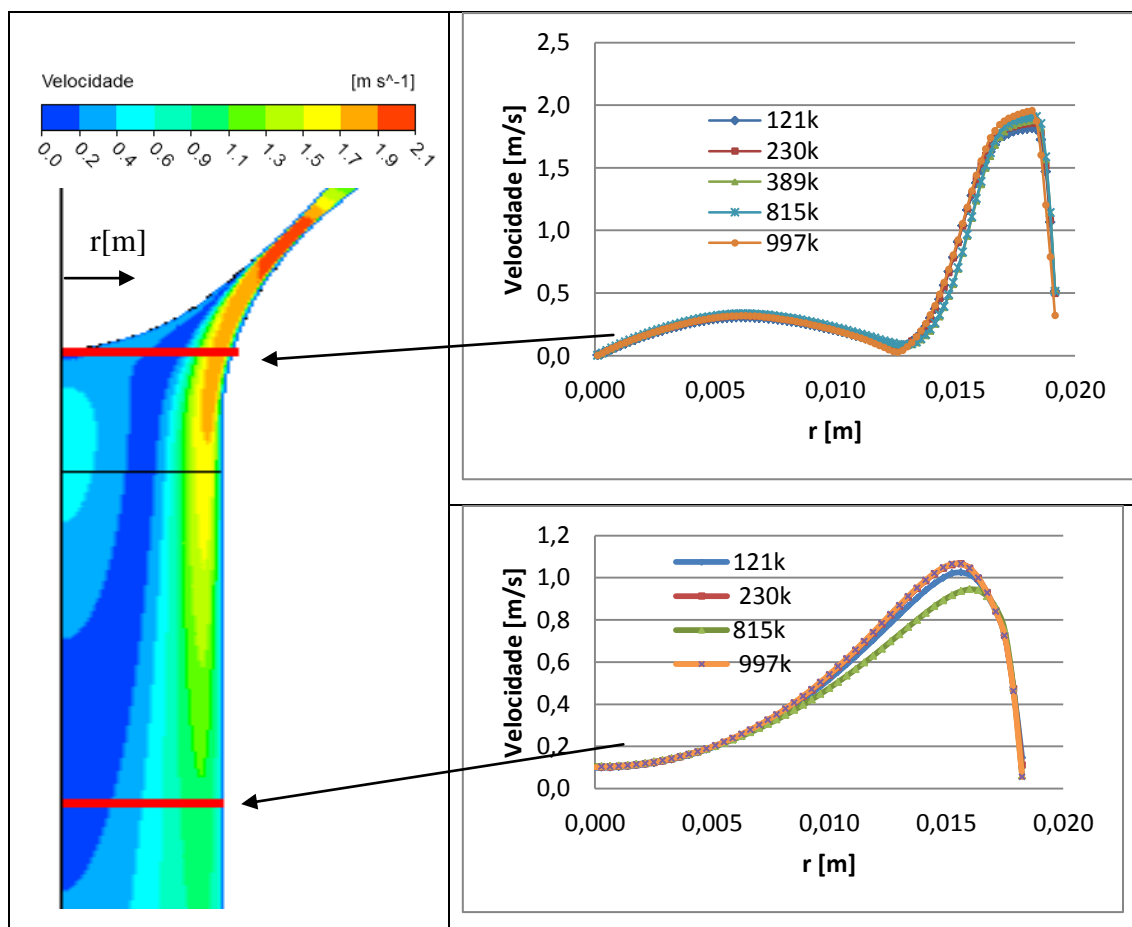 Velocidade [m s^-1]
0.0 0.2 0.4 0.6 0.9 1.1 1.3 1.5 1.7 1.9 2.1
r[m]
2,5
2,0
1,5
1,0
0,5
0,0
Velocidade [m/s]
121k
230k
389k
815k
997k
0,000 0,005 0,010 0,015 0,020
r [m]
1,2
1,0
0,8
0,6
0,4
0,2
0,0
Velocidade [m/s]
121k
230k
815k
997k
0,000 0,005 0,010 0,015 0,020
r [m]